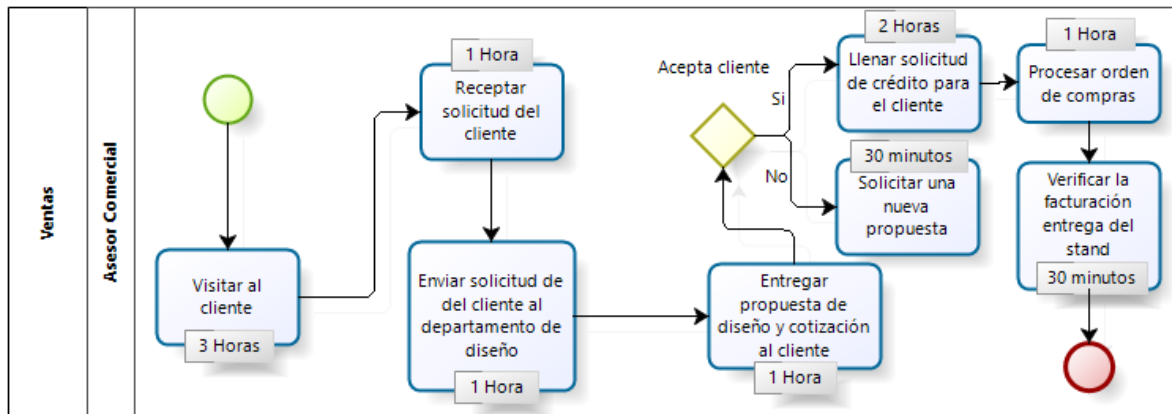 Ventas
Asesor Comercial
Visitar al
cliente
3 Horas
1 Hora
Receptar
solicitud del
cliente
Enviar solicitud de
del cliente al
departamento de
diseño
1 Hora
Entregar
propuesta de
diseño y cotización
al cliente
1 Hora
Acepta cliente
Si
No
2 Horas
Llenar solicitud
de crédito para
el cliente
30 minutos
Solicitar una
nueva
propuesta
1 Hora
Procesar orden
de compras
Verificar la
facturación
entrega del
stand
30 minutos